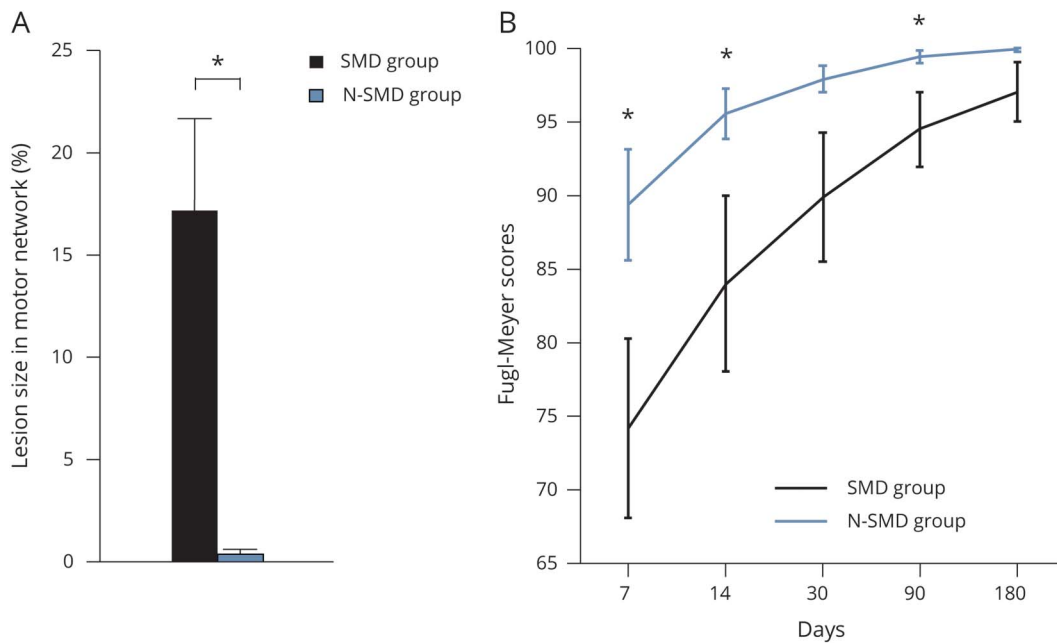 A
25
20
15
10
5
0
Lesion size in motor network (%)
*
SMD group
N-SMD group
B
100
95
90
85
80
75
70
65
Fugl-Meyer scores
*
*
*
SMD group
N-SMD group
7 14 30 90 180
Days